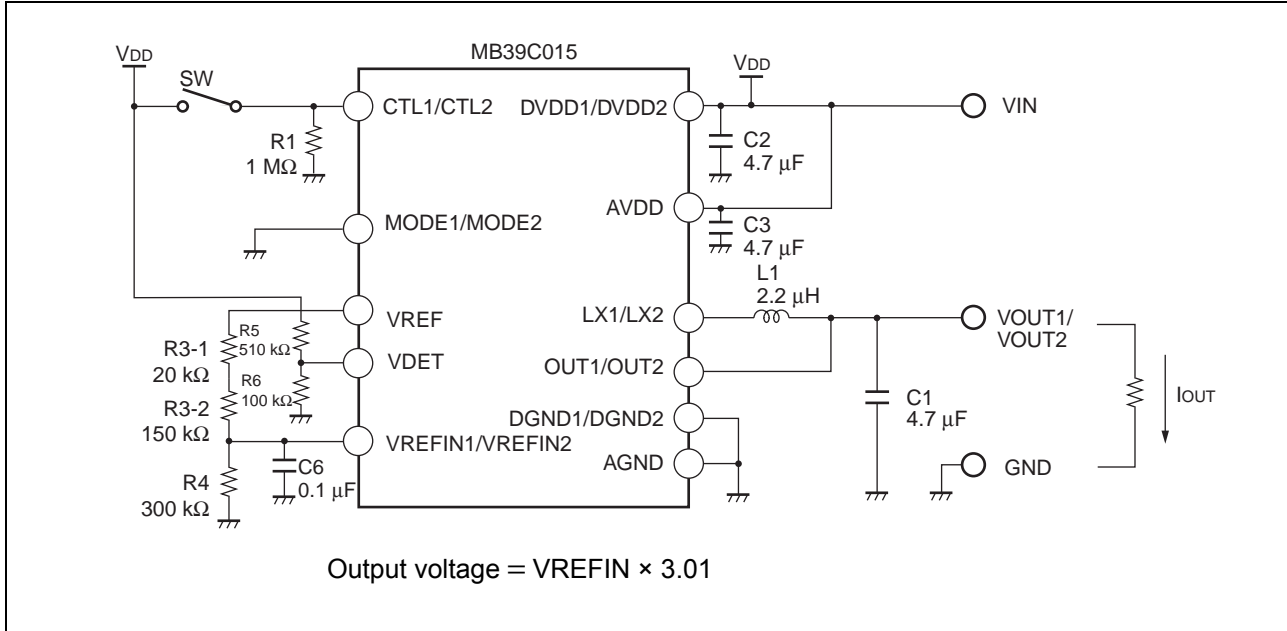 MB39C015
VDD
SW
CTL1/CTL2
R1
1 MΩ
MODE1/MODE2
VREF
R5
510 kΩ
R3-1
20 kΩ
VDET
R6
100 kΩ
R3-2
150 kΩ
VREFIN1/VREFIN2
C6
0.1 μF
R4
300 kΩ
DVDD1/DVDD2
VDD
VIN
C2
4.7 μF
AVDD
C3
4.7 μF
L1
2.2 μH
LX1/LX2
VOUT1/
VOUT2
OUT1/OUT2
C1
4.7 μF
IOUT
DGND1/DGND2
AGND
GND
Output voltage = VREFIN × 3.01